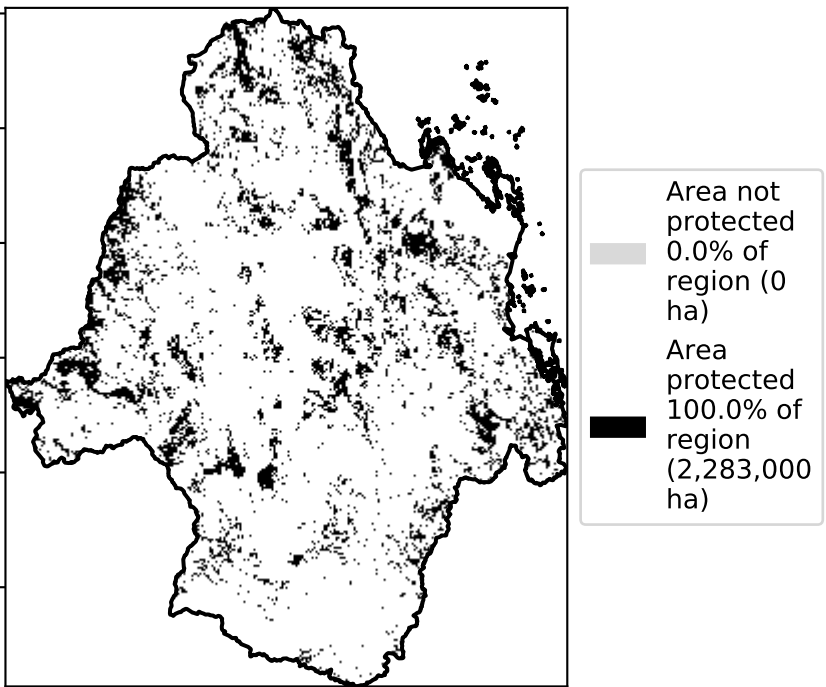 Area not
protected
0.0% of
region (0
ha)
Area
protected
100.0% of
region
(2,283,000
ha)